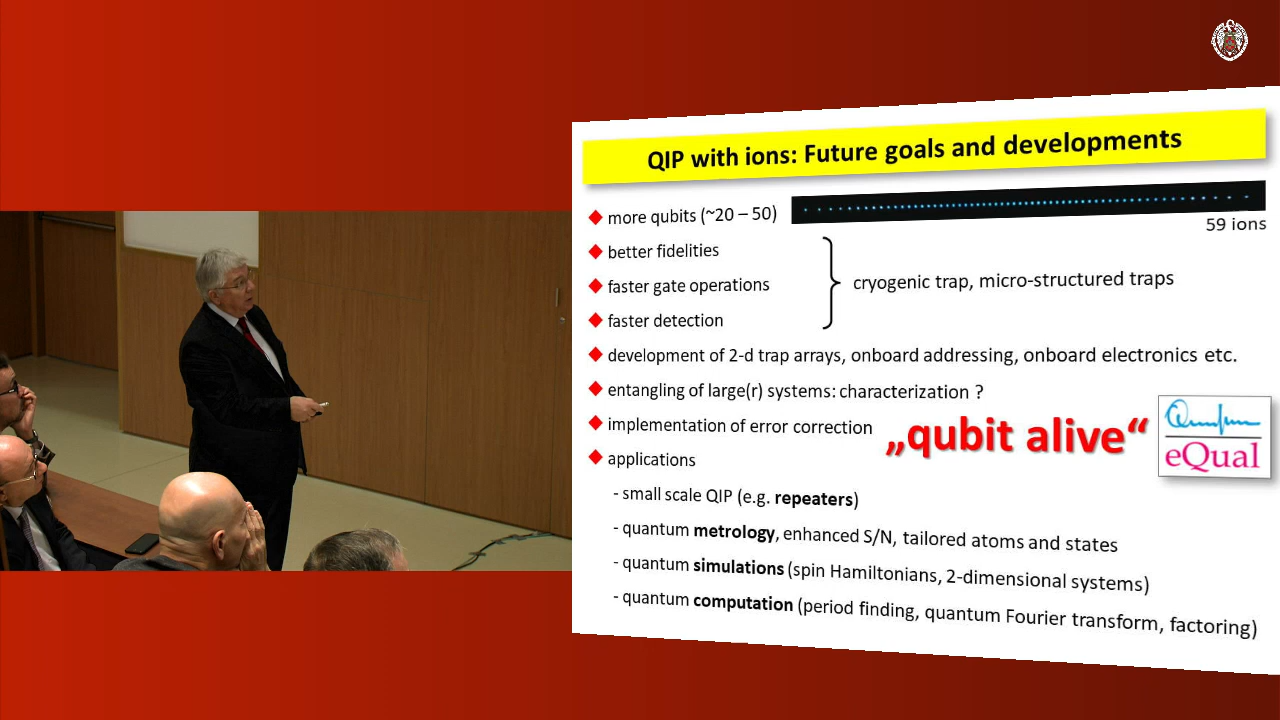 QIP with ions: Future goals and developments
more qubits (~20 – 50)
59 ions
better fidelities
faster gate operations
cryogenic trap, micro-structured traps
faster detection
development of 2-d trap arrays, onboard addressing, onboard electronics etc.
entangling of large(r) systems: characterization ?
implementation of error correction
„qubit alive“
eQual
applications
- small scale QIP (e.g. repeaters)
- quantum metrology, enhanced S/N, tailored atoms and states
- quantum simulations (spin Hamiltonians, 2-dimensional systems)
- quantum computation (period finding, quantum Fourier transform, factoring)